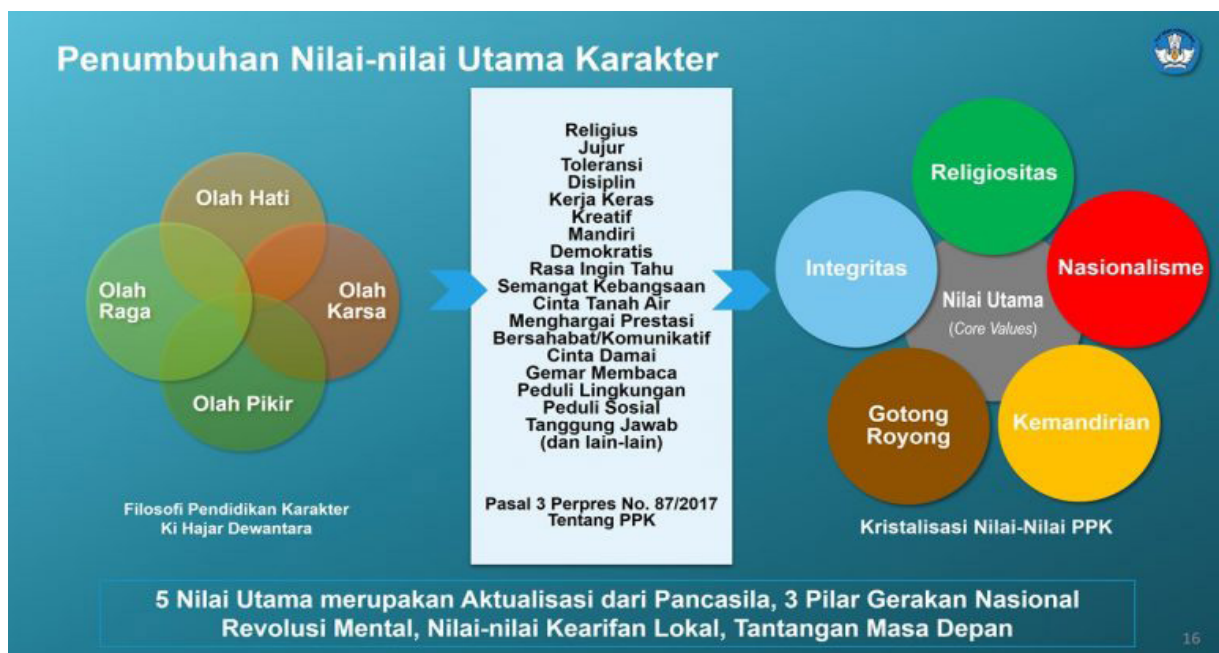 Penumbuhan Nilai-nilai Utama Karakter
Olah Hati
Olah
Raga
Olah
Karsa
Olah Pikir
Filosofi Pendidikan Karakter
Ki Hajar Dewantara
Religius
Jujur
Toleransi
Disiplin
Kerja Keras
Kreatif
Mandiri
Demokratis
Rasa Ingin Tahu
Semangat Kebangsaan
Cinta Tanah Air
Menghargai Prestasi
Bersahabat/Komunikatif
Cinta Damai
Gemar Membaca
Peduli Lingkungan
Peduli Sosial
Tanggung Jawab
(dan lain-lain)
Pasal 3 Perpres No. 87/2017
Tentang PPK
Religiositas
Integritas
Nasionalisme
Nilai Utama
(Core Values)
Gotong
Royong
Kemandirian
Kristalisasi Nilai-Nilai PPK
5 Nilai Utama merupakan Aktualisasi dari Pancasila, 3 Pilar Gerakan Nasional
Revolusi Mental, Nilai-nilai Kearifan Lokal, Tantangan Masa Depan
16